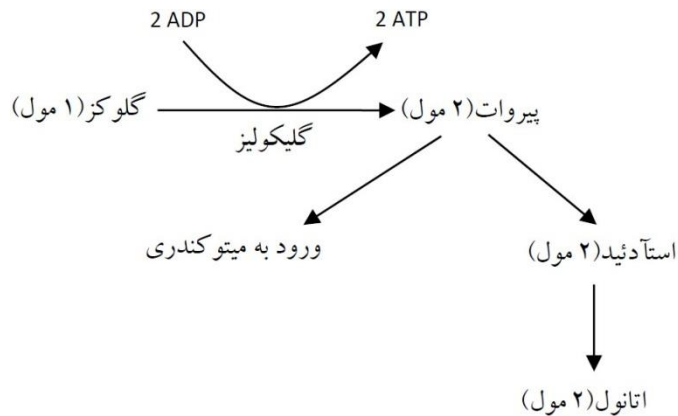 2 ADP
2 ATP
گلوکز(۱ مول)
پیروات(۲ مول)
گلیکولیز
ورود به میتوکندری
استآدئید(۲ مول)
اتانول(۲ مول)